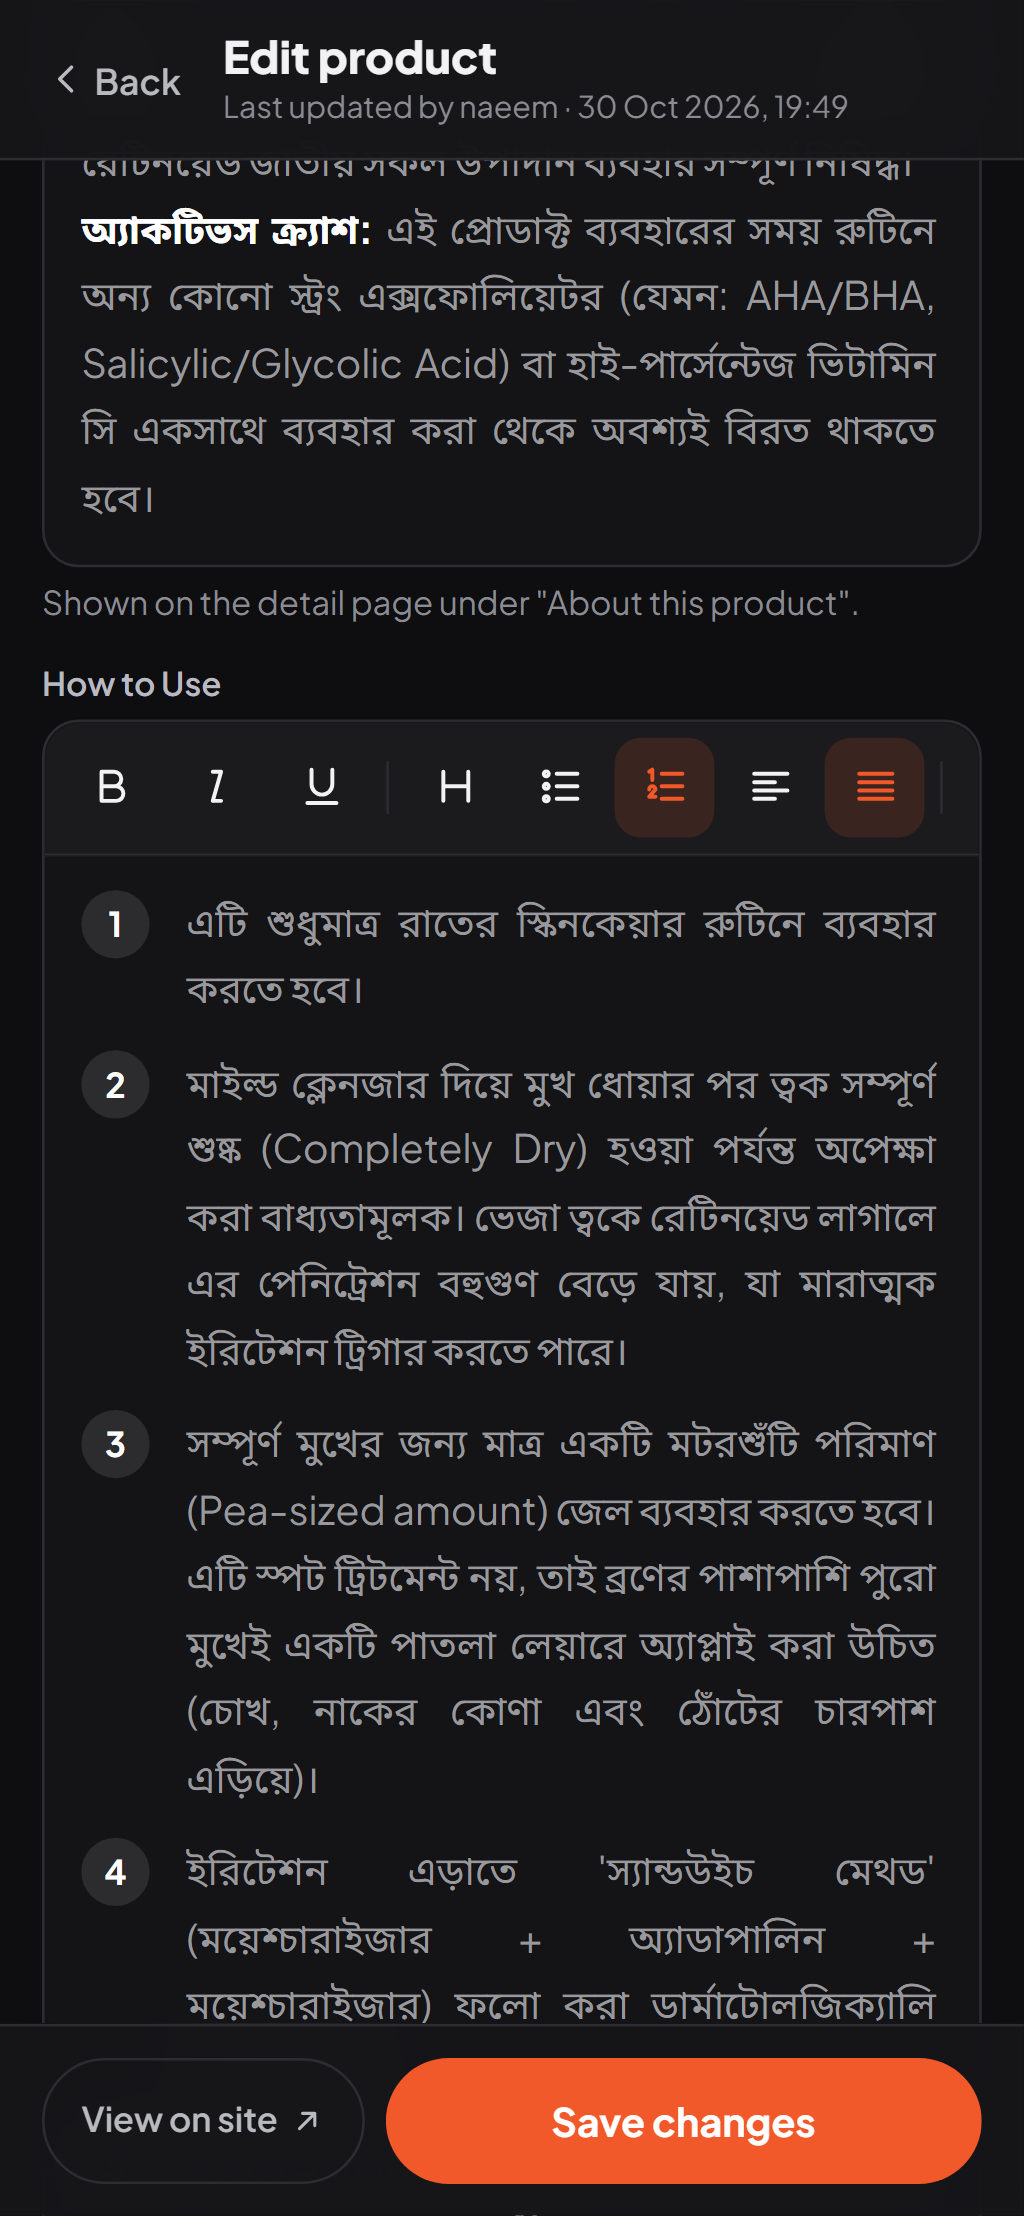 Back
Edit product
Last updated by naeem · 30 Oct 2026, 19:49
রেটিনয়েড জাতীয় সকল উপাদান ব্যবহার সম্পূর্ণ নিষিদ্ধ।
অ্যাকটিভস ক্র্যাশ: এই প্রোডাক্ট ব্যবহারের সময় রুটিনে
অন্য কোনো স্ট্রং এক্সফোলিয়েটর (যেমন: AHA/BHA,
Salicylic/Glycolic Acid) বা হাই-পার্সেন্টেজ ভিটামিন
সি একসাথে ব্যবহার করা থেকে অবশ্যই বিরত থাকতে
হবে।
Shown on the detail page under "About this product".
How to Use
B I U H
1 এটি শুধুমাত্র রাতের স্কিনকেয়ার রুটিনে ব্যবহার
করতে হবে।
2 মাইল্ড ক্লেনজার দিয়ে মুখ ধোয়ার পর ত্বক সম্পূর্ণ
শুষ্ক (Completely Dry) হওয়া পর্যন্ত অপেক্ষা
করা বাধ্যতামূলক। ভেজা ত্বকে রেটিনয়েড লাগালে
এর পেনিট্রেশন বহুগুণ বেড়ে যায়, যা মারাত্মক
ইরিটেশন ট্রিগার করতে পারে।
3 সম্পূর্ণ মুখের জন্য মাত্র একটি মটরশুঁটি পরিমাণ
(Pea-sized amount) জেল ব্যবহার করতে হবে।
এটি স্পট ট্রিটমেন্ট নয়, তাই ব্রণের পাশাপাশি পুরো
মুখেই একটি পাতলা লেয়ারে অ্যাপ্লাই করা উচিত
(চোখ, নাকের কোণা এবং ঠোঁটের চারপাশ
এড়িয়ে)।
4 ইরিটেশন এড়াতে 'স্যান্ডউইচ মেথড'
(ময়েশ্চারাইজার + অ্যাডাপালিন +
ময়েশ্চারাইজার) ফলো করা ডার্মাটোলজিক্যালি
View on site
Save changes